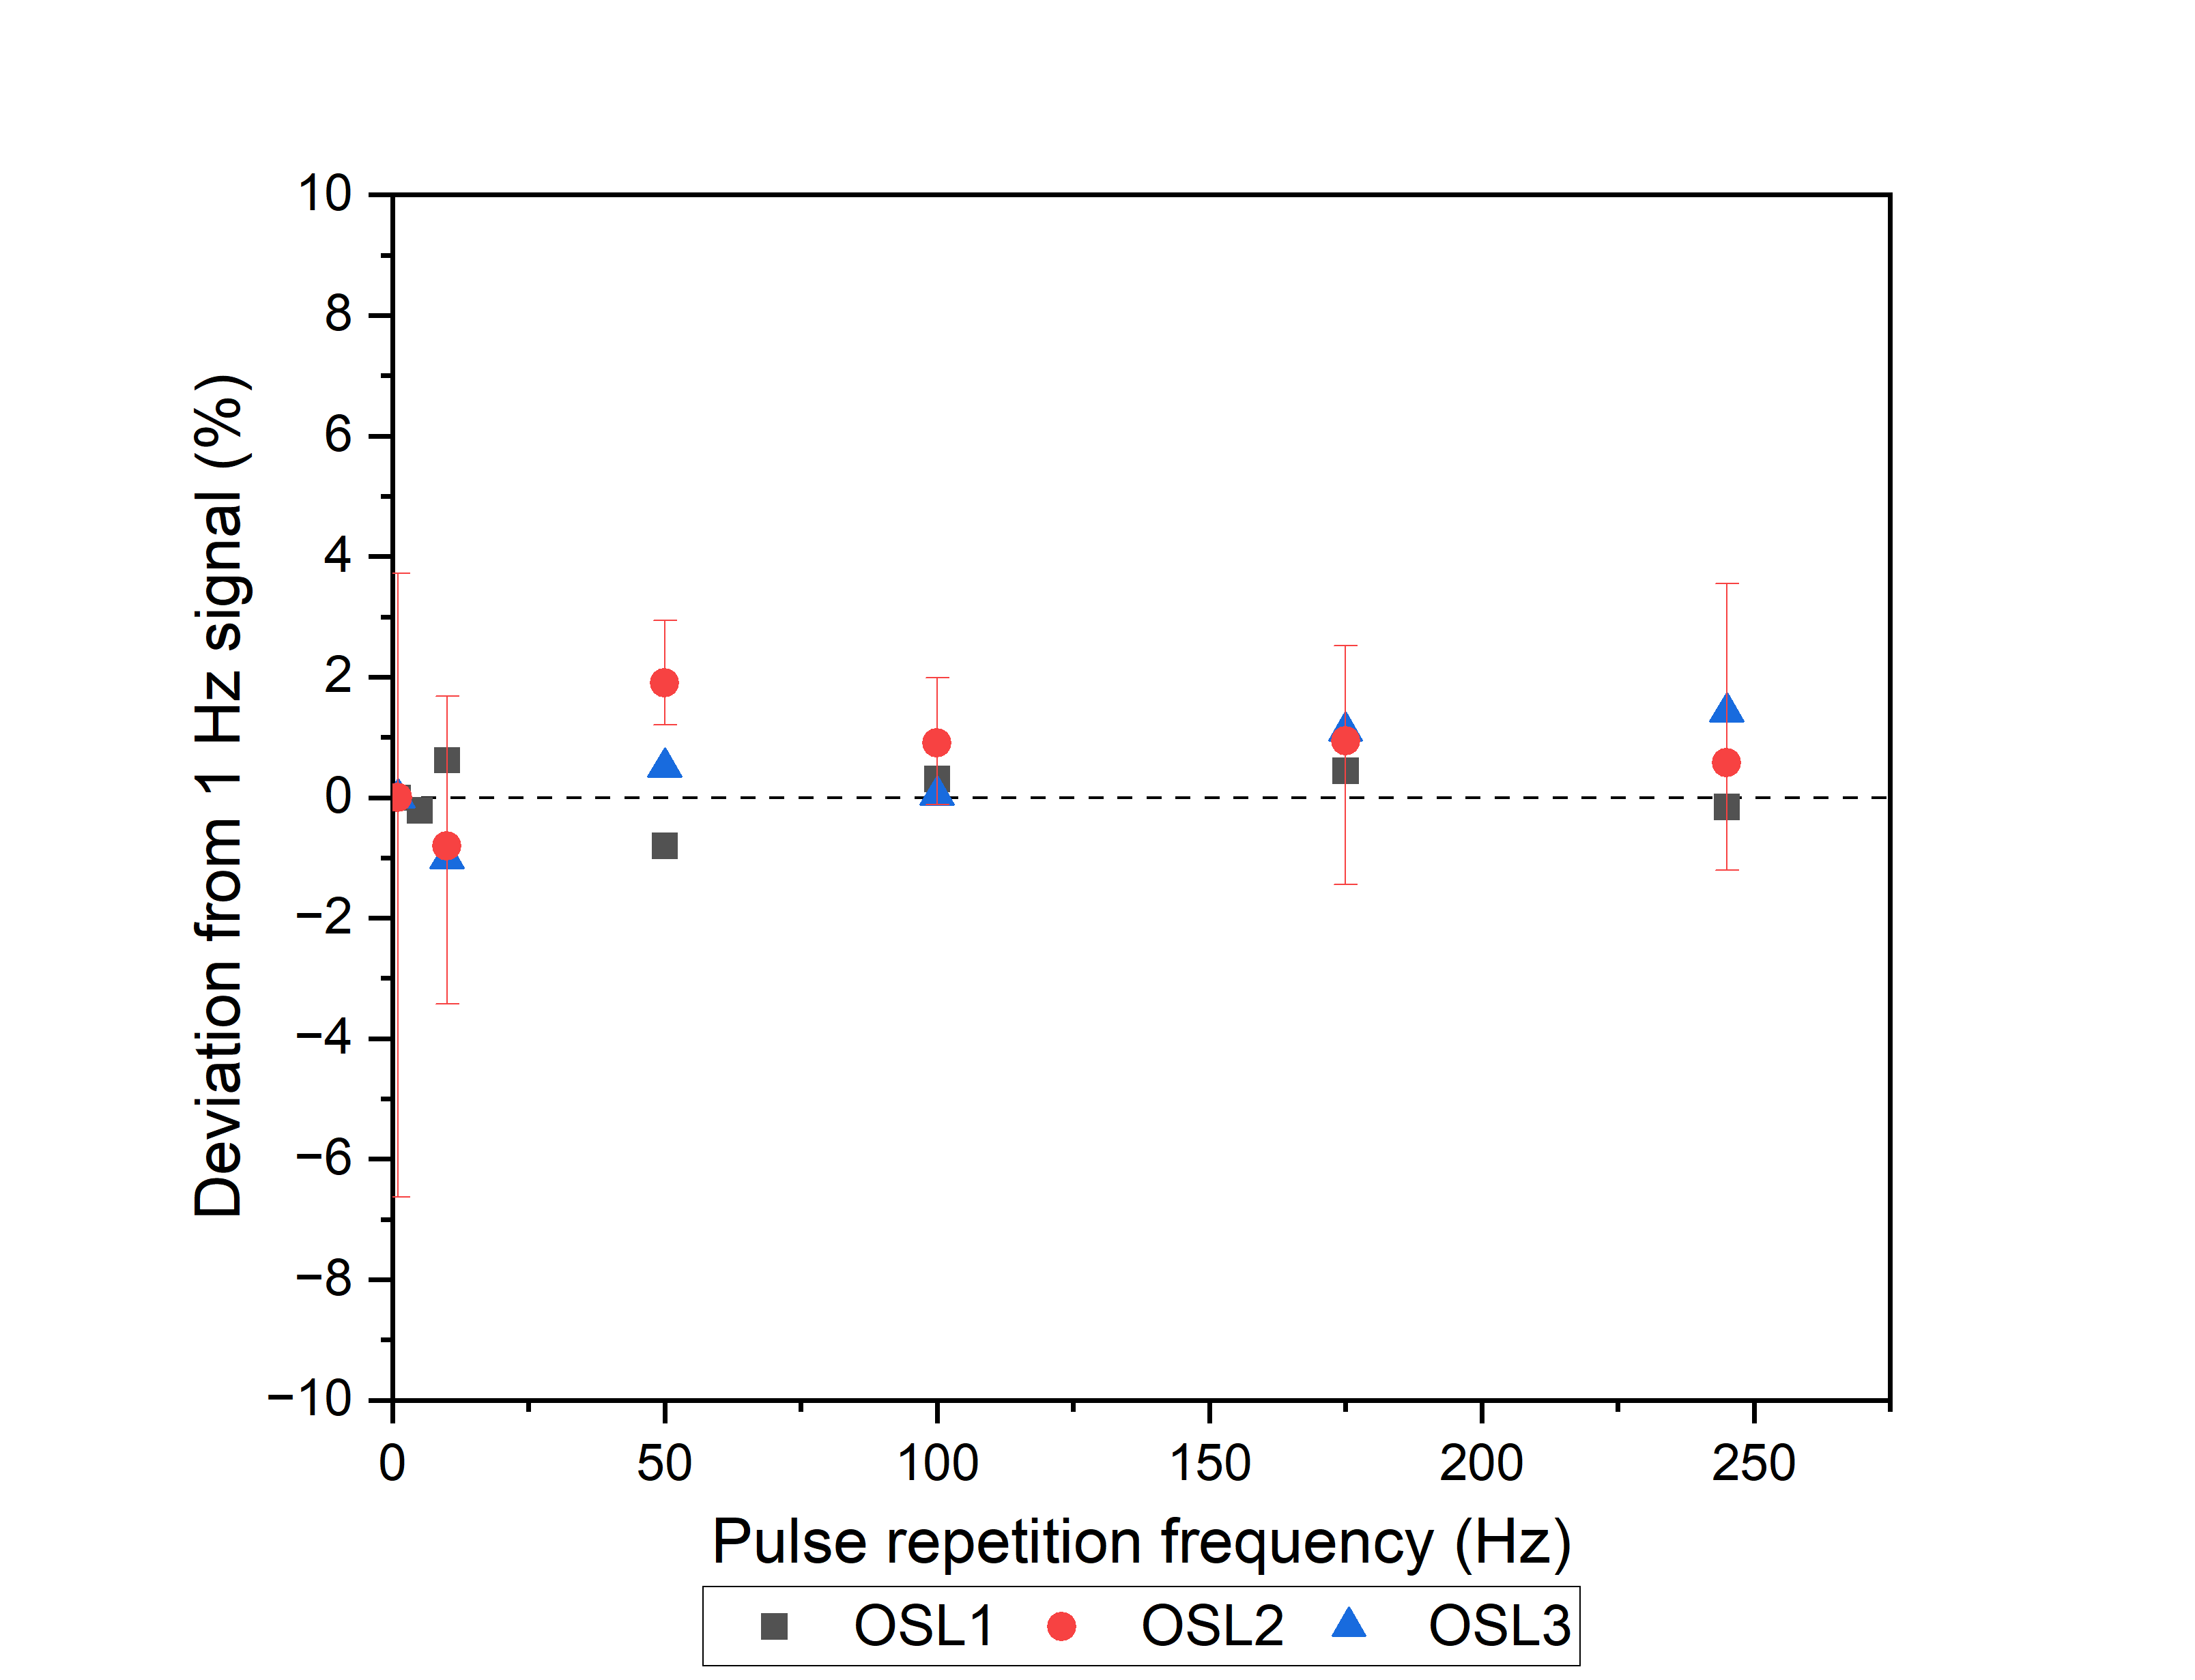 10
8
6
4
2
0
−2
−4
−6
−8
−10
Deviation from 1 Hz signal (%)
0 50 100 150 200 250
Pulse repetition frequency (Hz)
OSL1 OSL2 OSL3